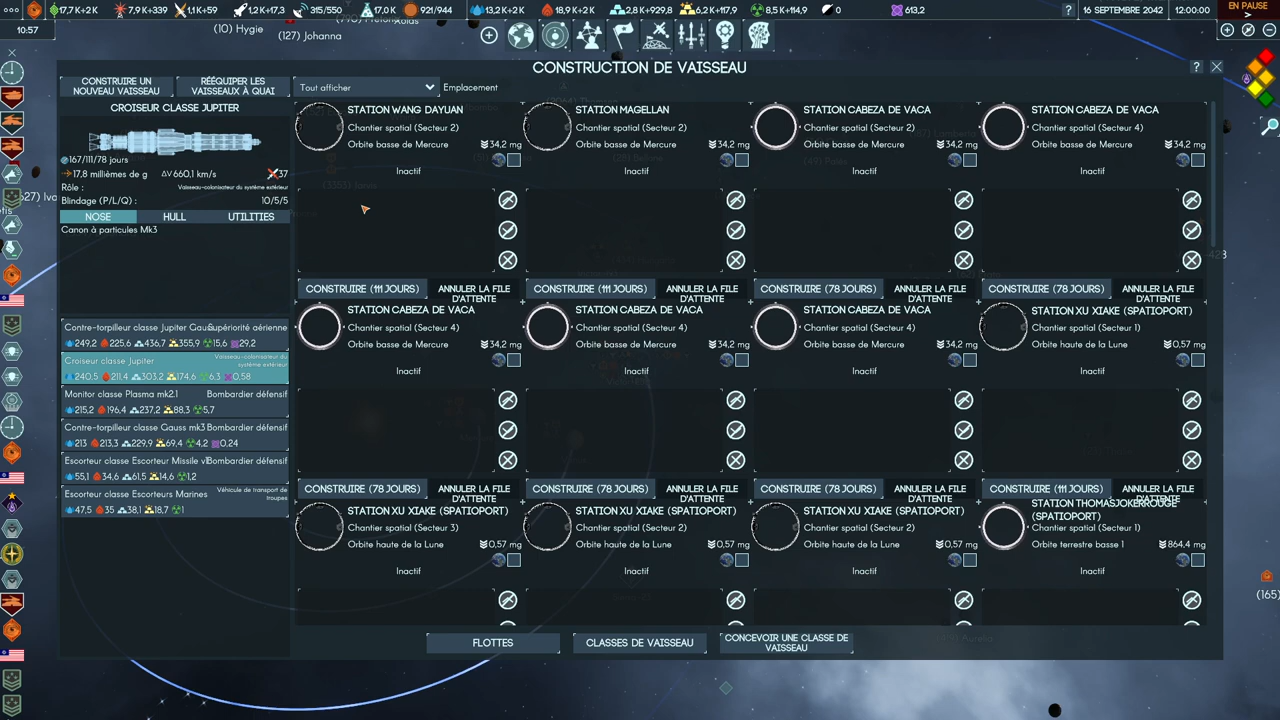 17,7K+2K 7,9K+339 1,1K+59 1,2K+17,3 315/550 17,0K 921/944 13,2K+2K 18,9K+2K 2,8K+929,8 6,2K+117,9 8,5K+114,9 0 613,2 ? 16 SEPTEMBRE 2042 12:00:00 EN PAUSE
10:57
(10) Hygie
(127) Johanna
CONSTRUCTION DE VAISSEAU
?
CONSTRUIRE UN NOUVEAU VAISSEAU
RÉÉQUIPER LES VAISSEAUX À QUAI
Tout afficher
Emplacement
CROISEUR CLASSE JUPITER
167/111/78 jours
17,8 millièmes de g ΔV 660,1 km/s 37
Rôle : Vaisseau-colonisateur du système extérieur
Blindage (P/L/Q) : 10/5/5
NOSE HULL UTILITIES
Canon à particules Mk3
Contre-torpilleur classe Jupiter Gauss Supériorité aérienne
249,2 225,6 436,7 355,9 15,6 29,2
Croiseur classe Jupiter Vaisseau-colonisateur du système extérieur
240,5 211,4 303,2 174,6 6,3 0,58
Monitor classe Plasma mk2.1 Bombardier défensif
215,2 196,4 237,2 88,3 5,7
Contre-torpilleur classe Gauss mk3 Bombardier défensif
213 213,3 229,9 69,4 4,2 0,24
Escorteur classe Escorteur Missile Bombardier défensif
55,1 34,6 61,5 14,6 1,2
Escorteur classe Escorteurs Marines Véhicule de transport de troupes
47,5 35 38,1 18,7 1
STATION WANG DAYUAN
Chantier spatial (Secteur 2)
Orbite basse de Mercure 34,2 mg
Inactif
CONSTRUIRE (111 JOURS) ANNULER LA FILE D'ATTENTE
STATION MAGELLAN
Chantier spatial (Secteur 2)
Orbite basse de Mercure 34,2 mg
Inactif
CONSTRUIRE (111 JOURS) ANNULER LA FILE D'ATTENTE
STATION CABEZA DE VACA
Chantier spatial (Secteur 2)
Orbite basse de Mercure 34,2 mg
Inactif
CONSTRUIRE (78 JOURS) ANNULER LA FILE D'ATTENTE
STATION CABEZA DE VACA
Chantier spatial (Secteur 4)
Orbite basse de Mercure 34,2 mg
Inactif
CONSTRUIRE (78 JOURS) ANNULER LA FILE D'ATTENTE
STATION CABEZA DE VACA
Chantier spatial (Secteur 4)
Orbite basse de Mercure 34,2 mg
Inactif
CONSTRUIRE (78 JOURS) ANNULER LA FILE D'ATTENTE
STATION CABEZA DE VACA
Chantier spatial (Secteur 4)
Orbite basse de Mercure 34,2 mg
Inactif
CONSTRUIRE (78 JOURS) ANNULER LA FILE D'ATTENTE
STATION CABEZA DE VACA
Chantier spatial (Secteur 4)
Orbite basse de Mercure 34,2 mg
Inactif
CONSTRUIRE (78 JOURS) ANNULER LA FILE D'ATTENTE
STATION XU XIAKE (SPATIOPORT)
Chantier spatial (Secteur 1)
Orbite haute de la Lune 0,57 mg
Inactif
CONSTRUIRE (111 JOURS) ANNULER LA FILE D'ATTENTE
STATION XU XIAKE (SPATIOPORT)
Chantier spatial (Secteur 3)
Orbite haute de la Lune 0,57 mg
Inactif
STATION XU XIAKE (SPATIOPORT)
Chantier spatial (Secteur 2)
Orbite haute de la Lune 0,57 mg
Inactif
STATION XU XIAKE (SPATIOPORT)
Chantier spatial (Secteur 2)
Orbite haute de la Lune 0,57 mg
Inactif
STATION THOMASJOKERROUGE (SPATIOPORT)
Chantier spatial (Secteur 1)
Orbite terrestre basse 1 864,4 mg
Inactif
FLOTTES
CLASSES DE VAISSEAU
CONCEVOIR UNE CLASSE DE VAISSEAU
(165)